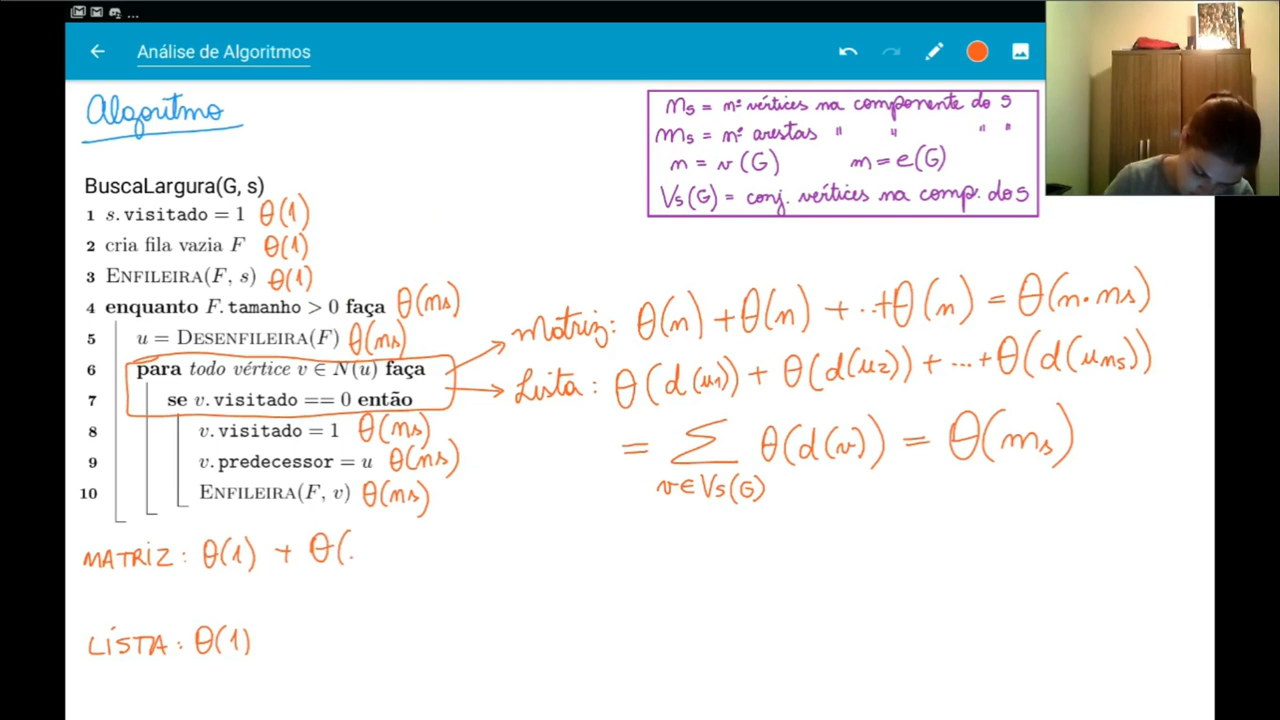 ...
Análise de Algoritmos
Algoritmo
ms = nº vértices na componente do s
ms = nº arestas " " " "
n = v(G) m = e(G)
Vs(G) = conj. vértices na comp. do s
BuscaLargura(G, s)
1 s.visitado = 1 θ(1)
2 cria fila vazia F θ(1)
3 ENFILEIRA(F, s) θ(1)
4 enquanto F.tamanho > 0 faça θ(ns)
5 u = DESENFILEIRA(F) θ(ns)
6 para todo vértice v ∈ N(u) faça
7 se v.visitado == 0 então
8 v.visitado = 1 θ(ns)
9 v.predecessor = u θ(ns)
10 ENFILEIRA(F, v) θ(ns)
Matriz: θ(n) + θ(n) + ..+θ(n) = θ(n·ns)
Lista: θ(d(u1)) + θ(d(u2)) + ... + θ(d(uns))
= Σ θ(d(v)) = θ(ms)
v∈Vs(G)
MATRIZ: θ(1) + θ(.
LISTA: θ(1)